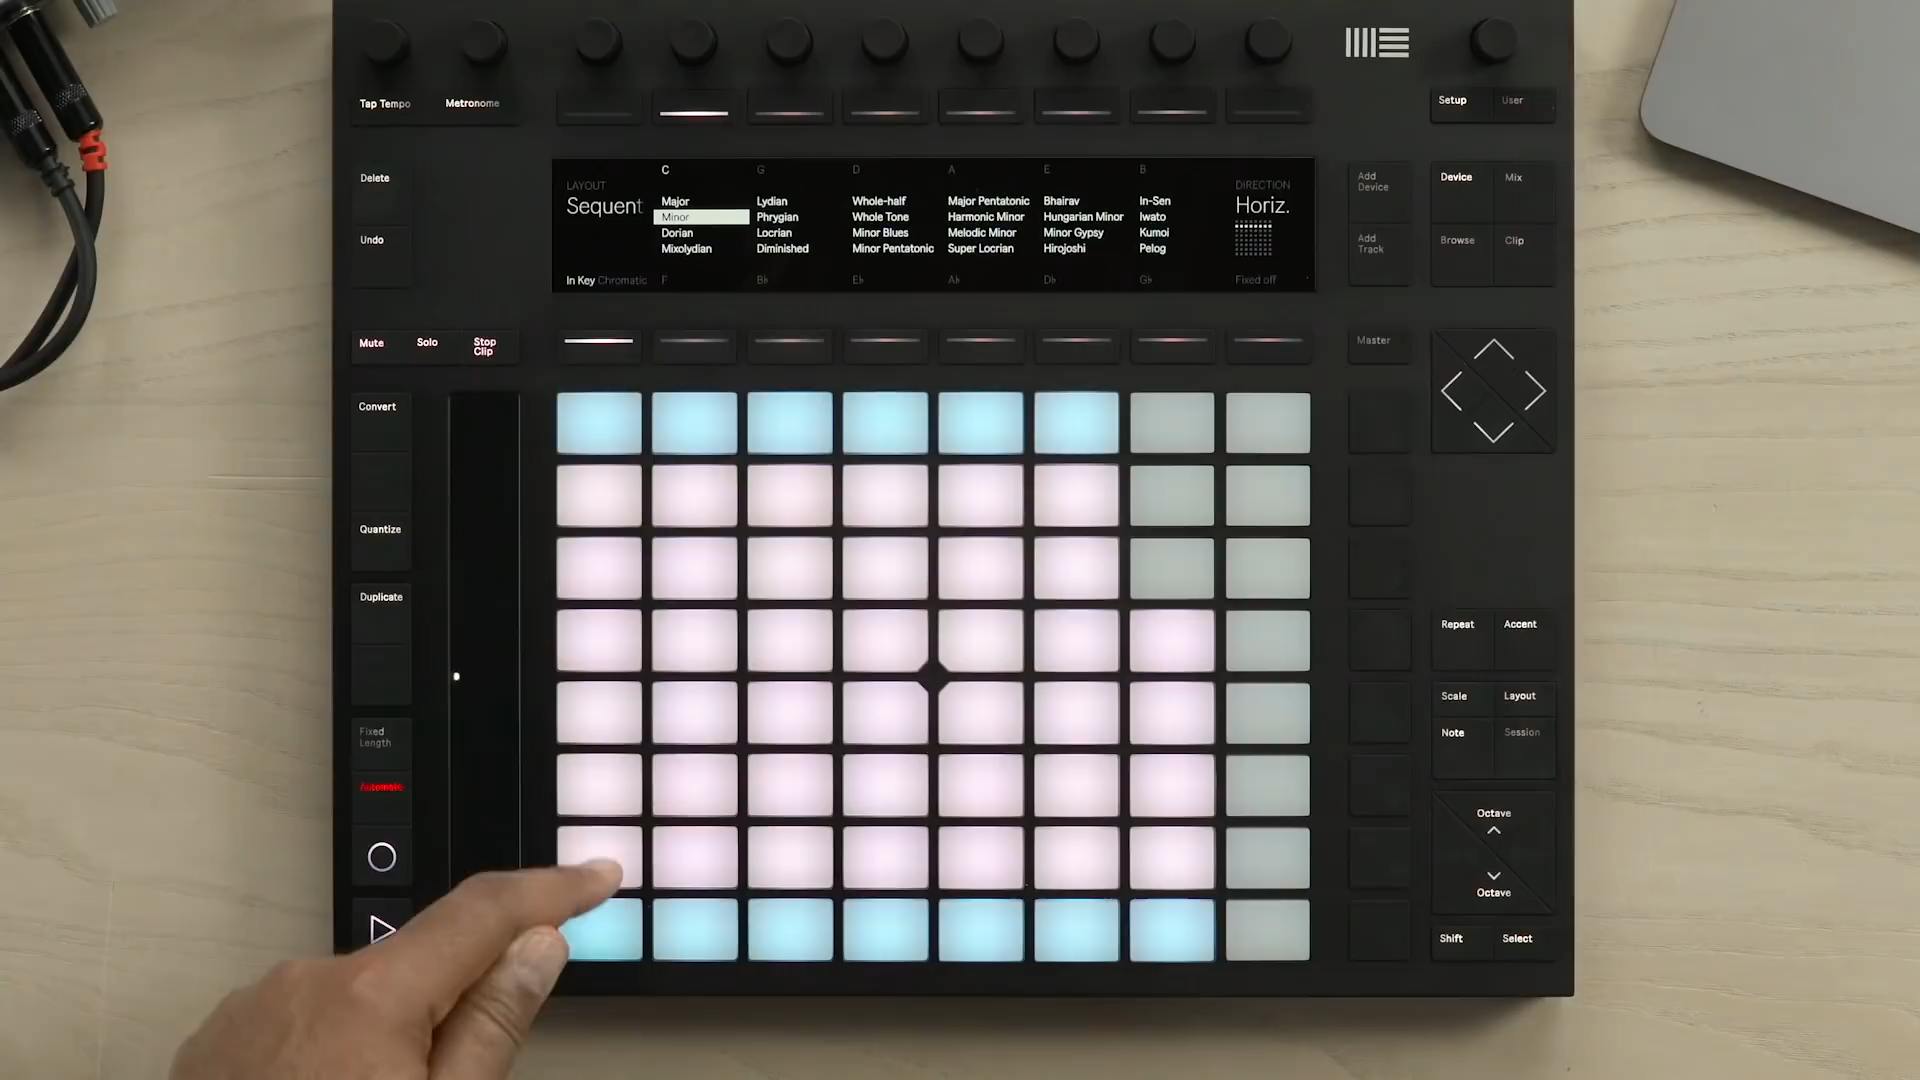 Tap Tempo
Metronome
Setup
User
Delete
Undo
LAYOUT
Sequent
In Key Chromatic
C
G
D
A
E
B
Major
Lydian
Whole-half
Major Pentatonic
Bhairav
In-Sen
Minor
Phrygian
Whole Tone
Harmonic Minor
Hungarian Minor
Iwato
Dorian
Locrian
Minor Blues
Melodic Minor
Minor Gypsy
Kumoi
Mixolydian
Diminished
Minor Pentatonic
Super Locrian
Hirojoshi
Pelog
F
B♭
E♭
A♭
D♭
G♭
DIRECTION
Horiz.
Fixed off
Add
Device
Device
Mix
Add
Track
Browse
Clip
Mute
Solo
Stop
Clip
Master
Convert
Quantize
Duplicate
Fixed
Length
Automate
Repeat
Accent
Scale
Layout
Note
Session
Octave
Octave
Shift
Select